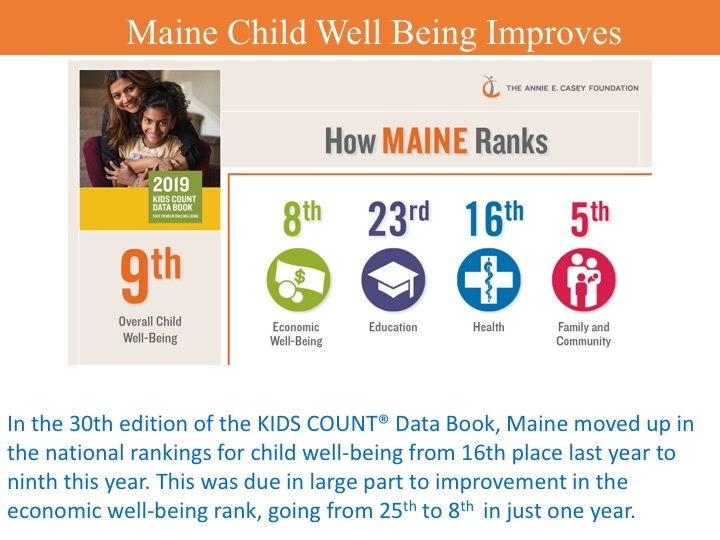 Maine Child Well Being Improves
THE ANNIE E. CASEY FOUNDATION
How MAINE Ranks
2019
KIDS COUNT
DATA BOOK
STATE TRENDS IN CHILD WELL-BEING
9th
Overall Child
Well-Being
8th
Economic
Well-Being
23rd
Education
16th
Health
5th
Family and
Community
In the 30th edition of the KIDS COUNT® Data Book, Maine moved up in
the national rankings for child well-being from 16th place last year to
ninth this year. This was due in large part to improvement in the
economic well-being rank, going from 25th to 8th in just one year.